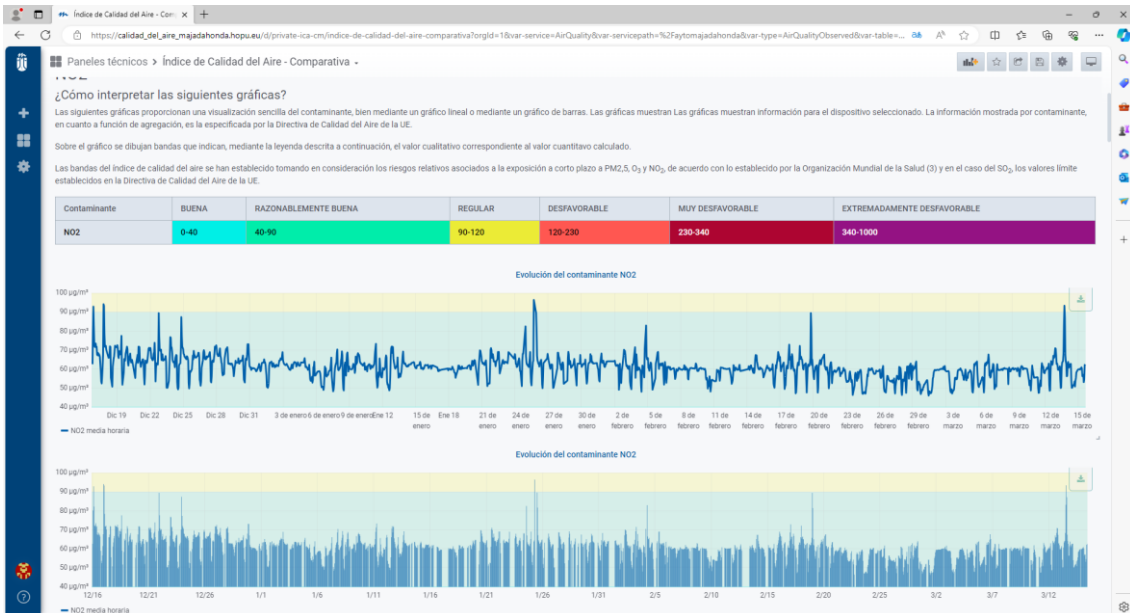 Índice de Calidad del Aire - Com
https://calidad_del_aire_majadahonda.hopu.eu/d/private-ica-cm/indice-de-calidad-del-aire-comparativa?orgId=1&var-service=AirQuality&var-servicepath=%2Faytomajadahonda&var-type=AirQualityObserved&var-table=...
Paneles técnicos > Índice de Calidad del Aire - Comparativa
NO2
¿Cómo interpretar las siguientes gráficas?
Las siguientes gráficas proporcionan una visualización sencilla del contaminante, bien mediante un gráfico lineal o mediante un gráfico de barras. Las gráficas muestran Las gráficas muestran información para el dispositivo seleccionado. La información mostrada por contaminante,
en cuanto a función de agregación, es la especificada por la Directiva de Calidad del Aire de la UE.
Sobre el gráfico se dibujan bandas que indican, mediante la leyenda descrita a continuación, el valor cualitativo correspondiente al valor cuantitavo calculado.
Las bandas del índice de calidad del aire se han establecido tomando en consideración los riesgos relativos asociados a la exposición a corto plazo a PM2,5, O3 y NO2, de acuerdo con lo establecido por la Organización Mundial de la Salud (3) y en el caso del SO2, los valores límite
establecidos en la Directiva de Calidad del Aire de la UE.
Contaminante BUENA RAZONABLEMENTE BUENA REGULAR DESFAVORABLE MUY DESFAVORABLE EXTREMADAMENTE DESFAVORABLE
NO2 0-40 40-90 90-120 120-230 230-340 340-1000
Evolución del contaminante NO2
100 µg/m³
90 µg/m³
80 µg/m³
70 µg/m³
60 µg/m³
50 µg/m³
40 µg/m³
Dic 19 Dic 22 Dic 25 Dic 28 Dic 31 3 de enero 6 de enero 9 de enero Ene 12 15 de enero Ene 18 21 de enero 24 de enero 27 de enero 30 de enero 2 de febrero 5 de febrero 8 de febrero 11 de febrero 14 de febrero 17 de febrero 20 de febrero 23 de febrero 26 de febrero 29 de febrero 3 de marzo 6 de marzo 9 de marzo 12 de marzo 15 de marzo
NO2 media horaria
Evolución del contaminante NO2
100 µg/m³
90 µg/m³
80 µg/m³
70 µg/m³
60 µg/m³
50 µg/m³
40 µg/m³
12/16 12/21 12/26 1/1 1/6 1/11 1/16 1/21 1/26 1/31 2/5 2/10 2/15 2/20 2/25 3/2 3/7 3/12
NO2 media horaria